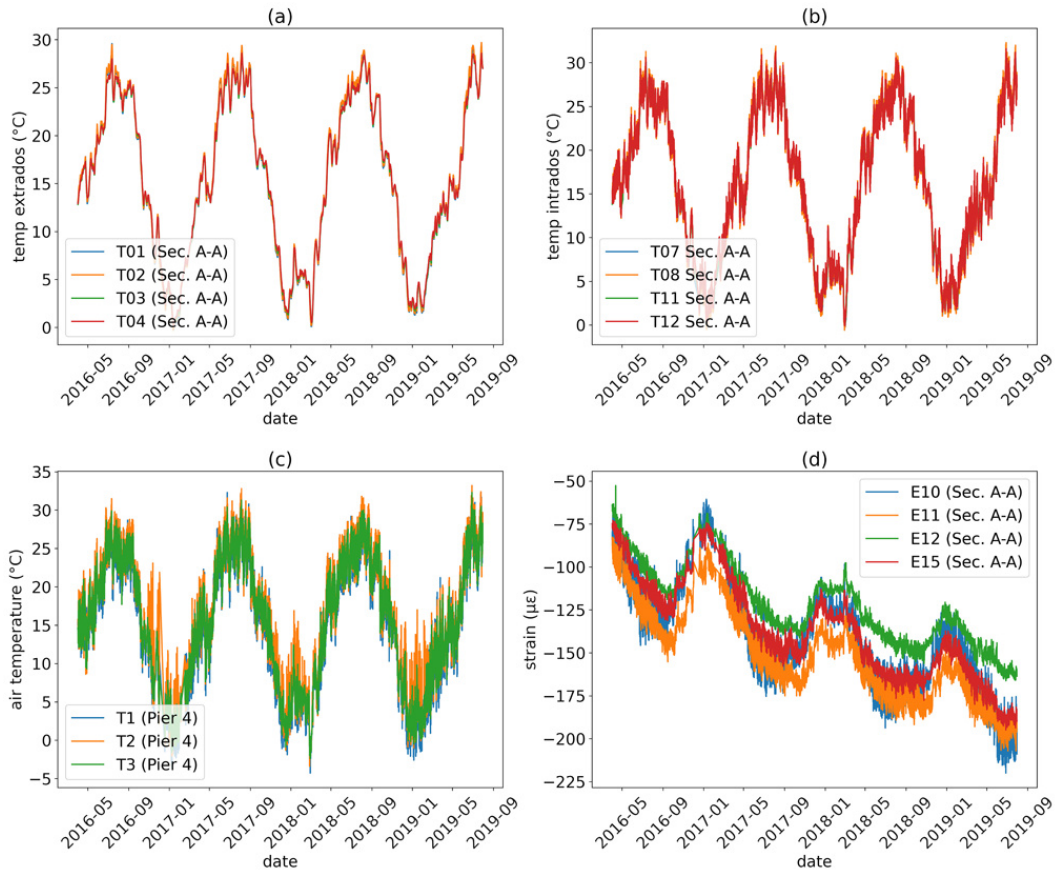 (a)
temp extrados (°C)
30
25
20
15
10
5
0
T01 (Sec. A-A)
T02 (Sec. A-A)
T03 (Sec. A-A)
T04 (Sec. A-A)
2016-05
2016-09
2017-01
2017-05
2017-09
2018-01
2018-05
2018-09
2019-01
2019-05
2019-09
date
(b)
temp intrados (°C)
30
25
20
15
10
5
0
T07 Sec. A-A
T08 Sec. A-A
T11 Sec. A-A
T12 Sec. A-A
2016-05
2016-09
2017-01
2017-05
2017-09
2018-01
2018-05
2018-09
2019-01
2019-05
2019-09
date
(c)
air temperature (°C)
35
30
25
20
15
10
5
0
−5
T1 (Pier 4)
T2 (Pier 4)
T3 (Pier 4)
2016-05
2016-09
2017-01
2017-05
2017-09
2018-01
2018-05
2018-09
2019-01
2019-05
2019-09
date
(d)
strain (με)
−50
−75
−100
−125
−150
−175
−200
−225
E10 (Sec. A-A)
E11 (Sec. A-A)
E12 (Sec. A-A)
E15 (Sec. A-A)
2016-05
2016-09
2017-01
2017-05
2017-09
2018-01
2018-05
2018-09
2019-01
2019-05
2019-09
date